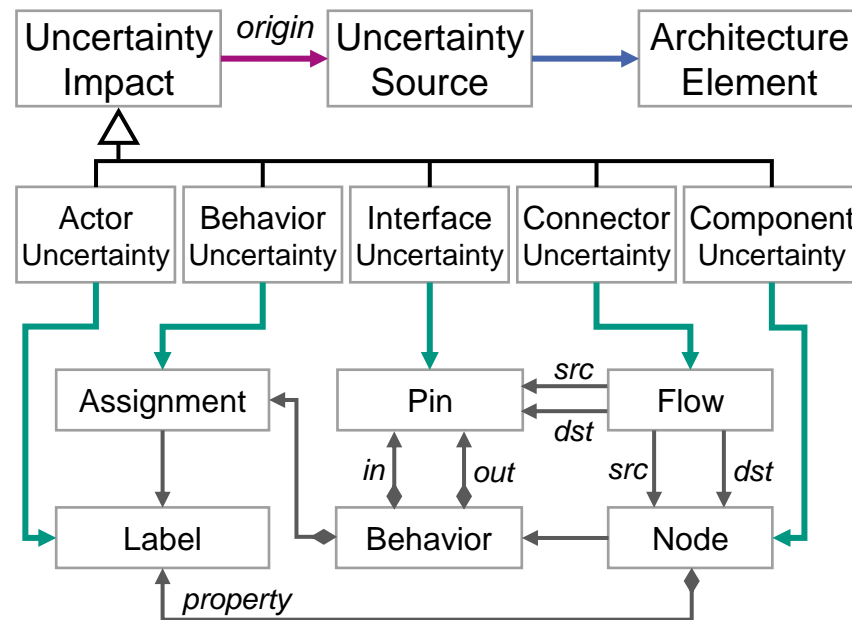 Uncertainty
Impact
origin
Uncertainty
Source
Architecture
Element
Actor
Uncertainty
Behavior
Uncertainty
Interface
Uncertainty
Connector
Uncertainty
Component
Uncertainty
Assignment
Pin
src
dst
Flow
in
out
src
dst
Label
Behavior
Node
property